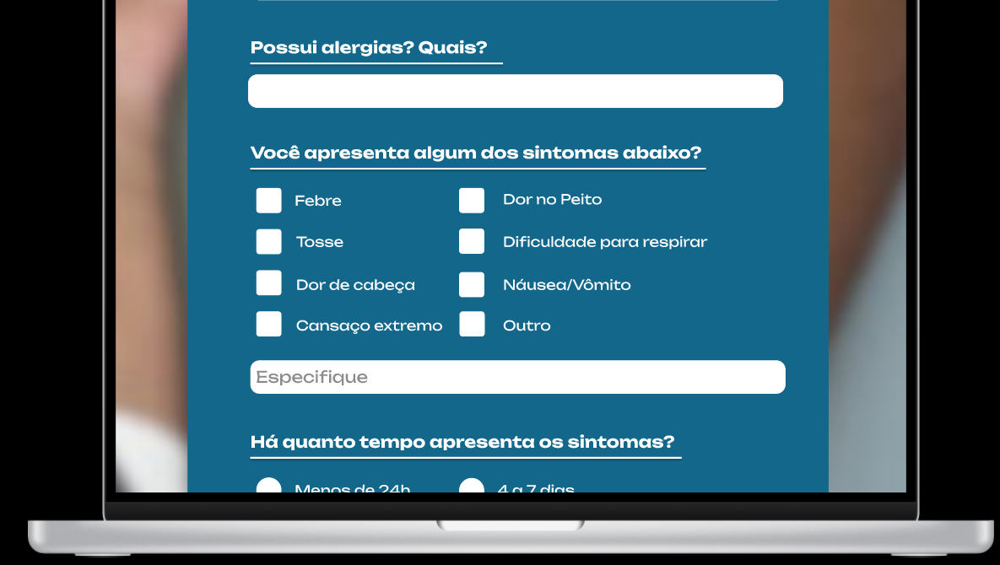 Possui alergias? Quais?
Você apresenta algum dos sintomas abaixo?
Febre
Dor no Peito
Tosse
Dificuldade para respirar
Dor de cabeça
Náusea/Vômito
Cansaço extremo
Outro
Especifique
Há quanto tempo apresenta os sintomas?
Menos de 24h
4 a 7 dias